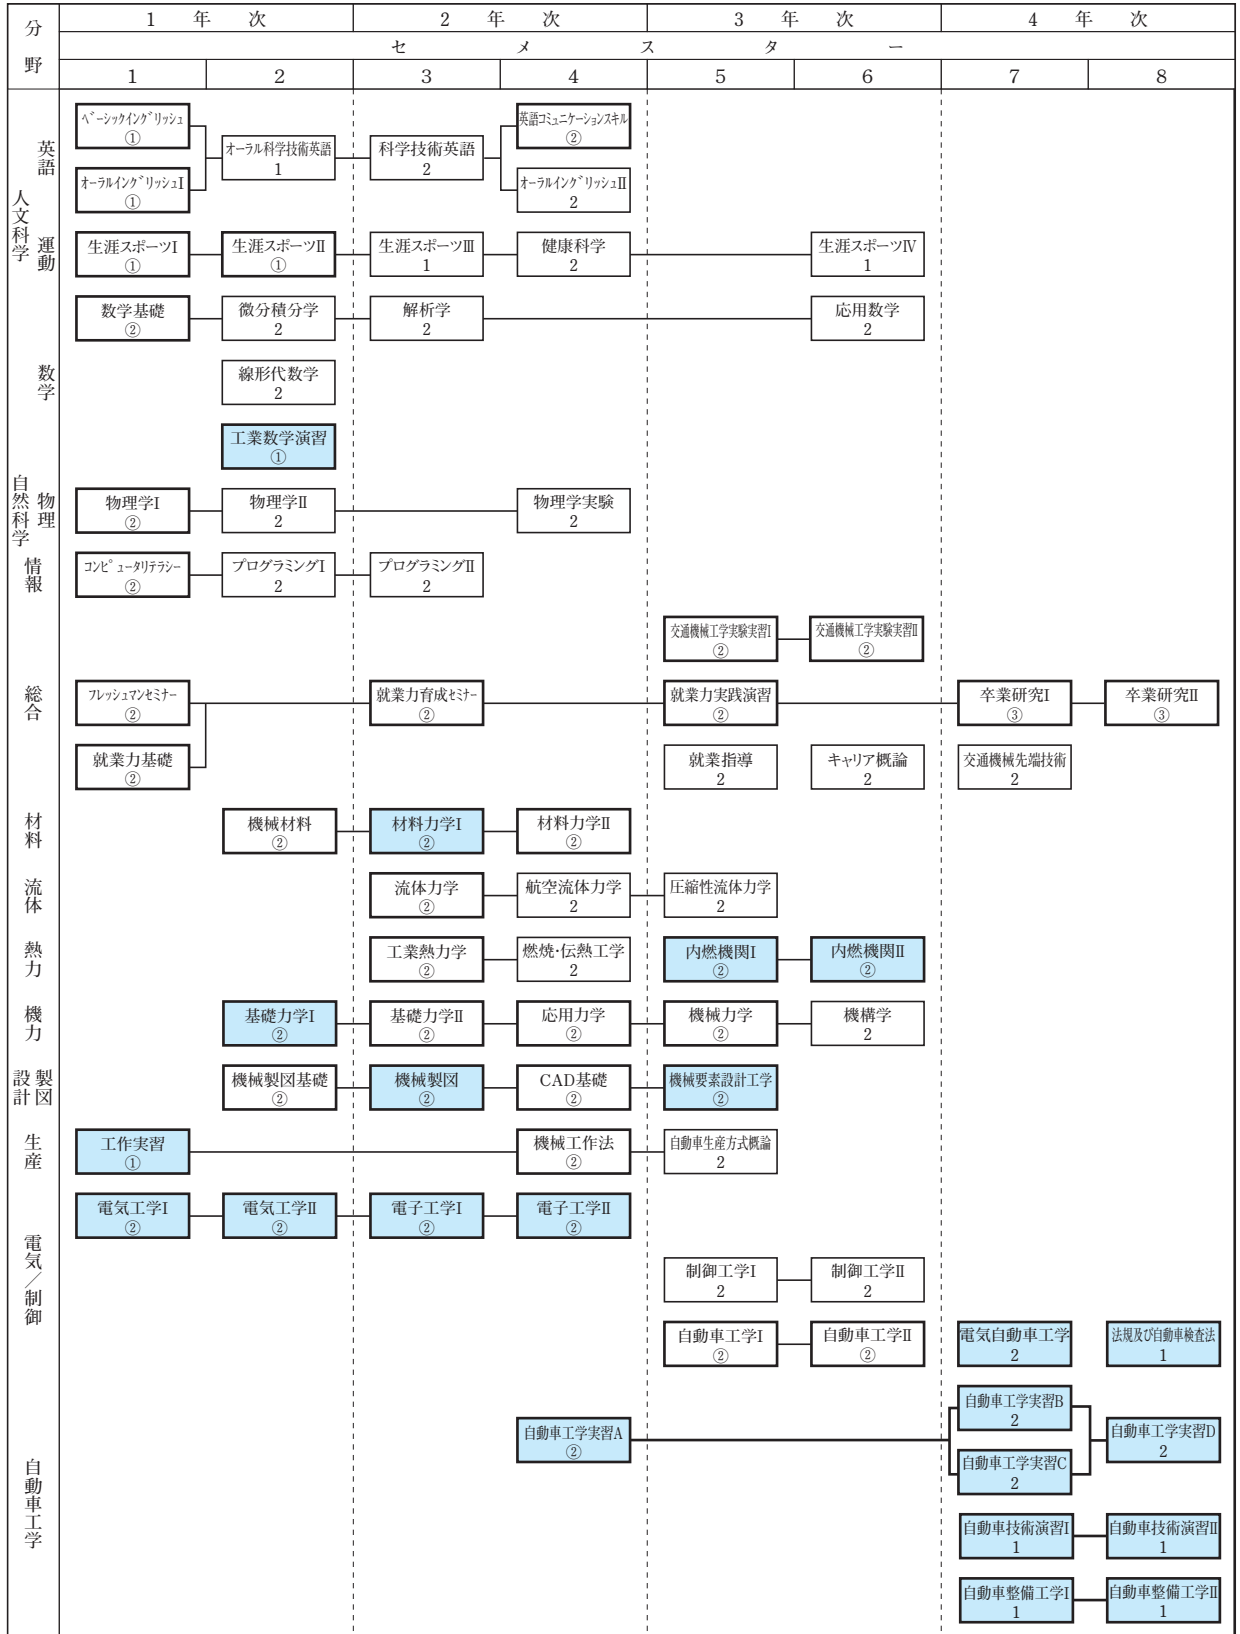 分野
1 年 次
2 年 次
3 年 次
4 年 次
セ メ ス タ ー
1 2 3 4 5 6 7 8
人文科学
英語
ベーシックイングリッシュ
①
オーラルイングリッシュI
①
オーラル科学技術英語
1
科学技術英語
2
英語コミュニケーションスキル
②
オーラルイングリッシュII
2
運動
生涯スポーツI
①
生涯スポーツII
①
生涯スポーツIII
1
健康科学
2
生涯スポーツIV
1
自然科学
数学
数学基礎
②
微分積分学
2
解析学
2
応用数学
2
線形代数学
2
工業数学演習
①
物理
物理学I
②
物理学II
2
物理学実験
2
情報
コンピュータリテラシー
②
プログラミングI
2
プログラミングII
2
総合
交通機械工学実験実習I
②
交通機械工学実験実習II
②
フレッシュマンセミナー
②
就業力育成セミナー
②
就業力実践演習
②
卒業研究I
③
卒業研究II
③
就業力基礎
②
就業指導
2
キャリア概論
2
交通機械先端技術
2
材料
機械材料
②
材料力学I
②
材料力学II
②
流体
流体力学
②
航空流体力学
2
圧縮性流体力学
2
熱力
工業熱力学
②
燃焼・伝熱工学
2
内燃機関I
②
内燃機関II
②
機力
基礎力学I
②
基礎力学II
②
応用力学
②
機械力学
②
機構学
2
設計製図
機械製図基礎
②
機械製図
②
CAD基礎
②
機械要素設計工学
②
生産
工作実習
①
機械工作法
②
自動車生産方式概論
2
電気／制御
電気工学I
②
電気工学II
②
電子工学I
②
電子工学II
②
制御工学I
2
制御工学II
2
自動車工学
自動車工学I
②
自動車工学II
②
電気自動車工学
2
法規及び自動車検査法
1
自動車工学実習A
②
自動車工学実習B
2
自動車工学実習C
2
自動車工学実習D
2
自動車技術演習I
1
自動車技術演習II
1
自動車整備工学I
1
自動車整備工学II
1